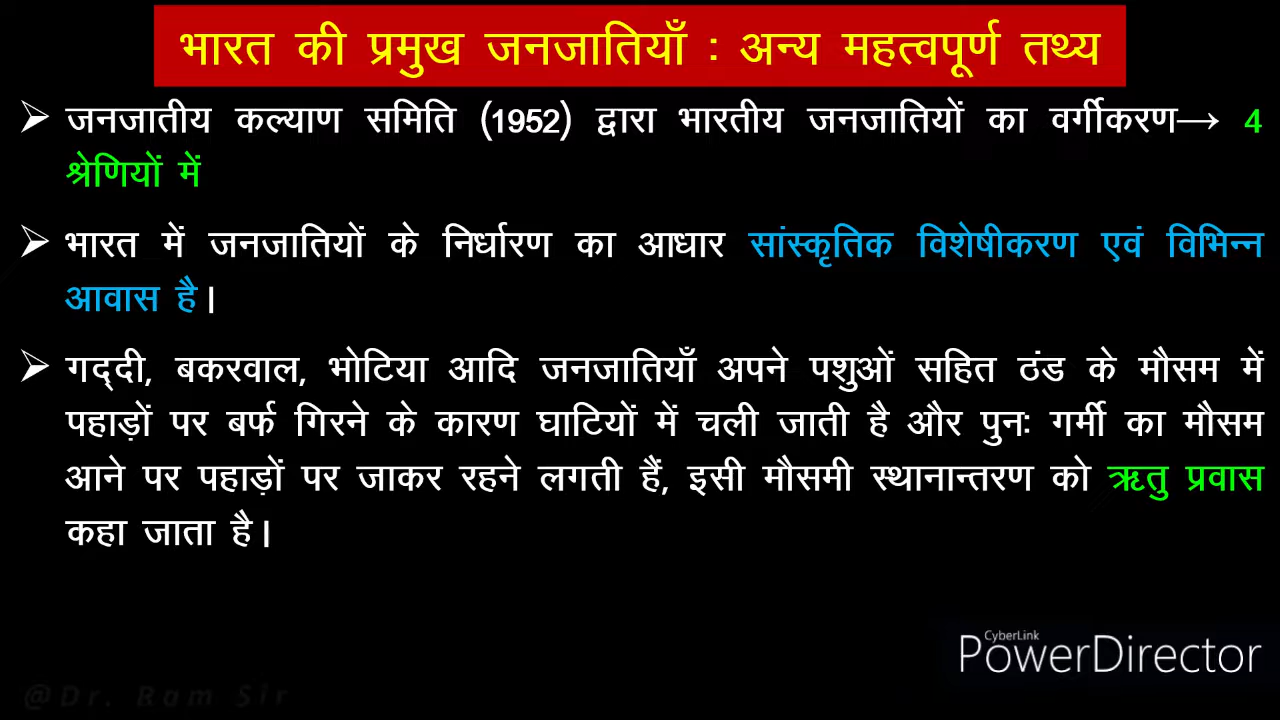 भारत की प्रमुख जनजातियाँ : अन्य महत्वपूर्ण तथ्य
➢ जनजातीय कल्याण समिति (1952) द्वारा भारतीय जनजातियों का वर्गीकरण→ 4
श्रेणियों में
➢ भारत में जनजातियों के निर्धारण का आधार सांस्कृतिक विशेषीकरण एवं विभिन्न
आवास है।
➢ गद्दी, बकरवाल, भोटिया आदि जनजातियाँ अपने पशुओं सहित ठंड के मौसम में
पहाड़ों पर बर्फ गिरने के कारण घाटियों में चली जाती है और पुनः गर्मी का मौसम
आने पर पहाड़ों पर जाकर रहने लगती हैं, इसी मौसमी स्थानान्तरण को ऋतु प्रवास
कहा जाता है।
CyberLink
PowerDirector
@Dr. Ram Sir